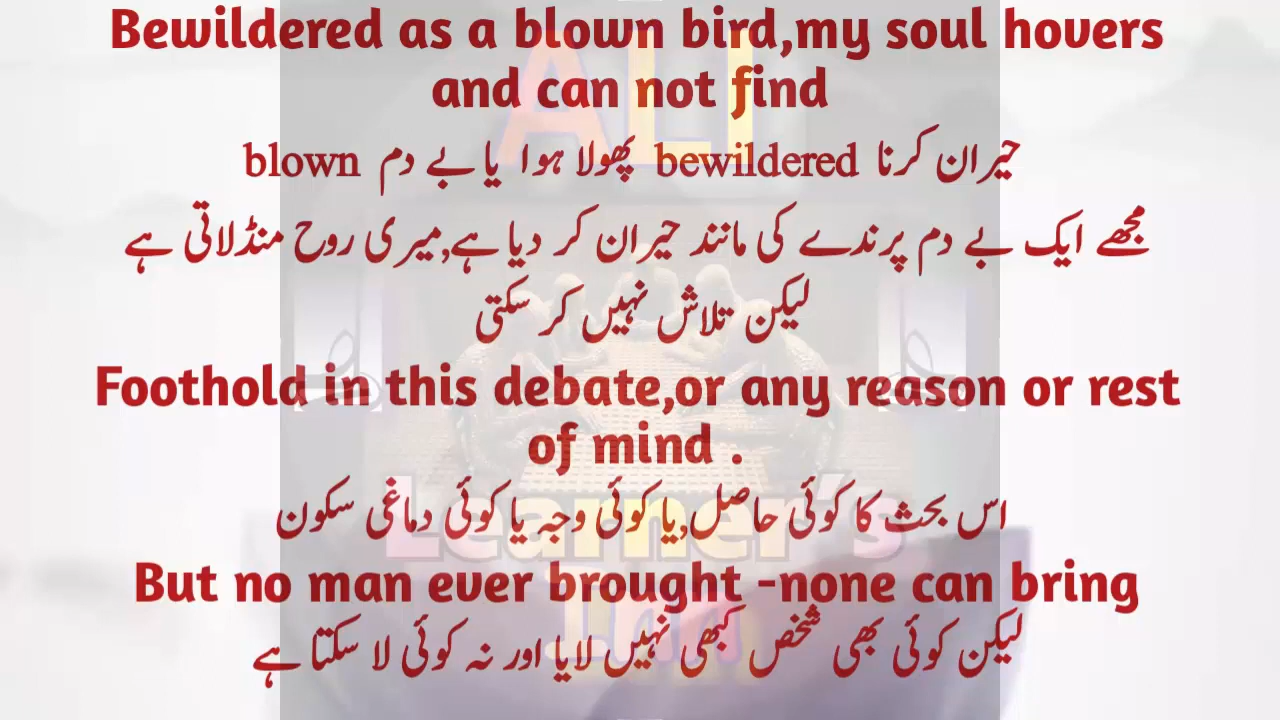 Bewildered as a blown bird,my soul hovers
and can not find
حیران کرنا bewildered پھولا ہوا یا بے دم blown
مجھے ایک بے دم پرندے کی مانند حیران کر دیا ہے,میری روح منڈلاتی ہے
لیکن تلاش نہیں کر سکتی
Foothold in this debate,or any reason or rest
of mind .
اس بحث کا کوئی حاصل,یا کوئی وجہ یا کوئی دماغی سکون
But no man ever brought -none can bring
لیکن کوئی بھی شخص کبھی نہیں لایا اور نہ کوئی لا سکتا ہے
ALI
Learner's
Inn